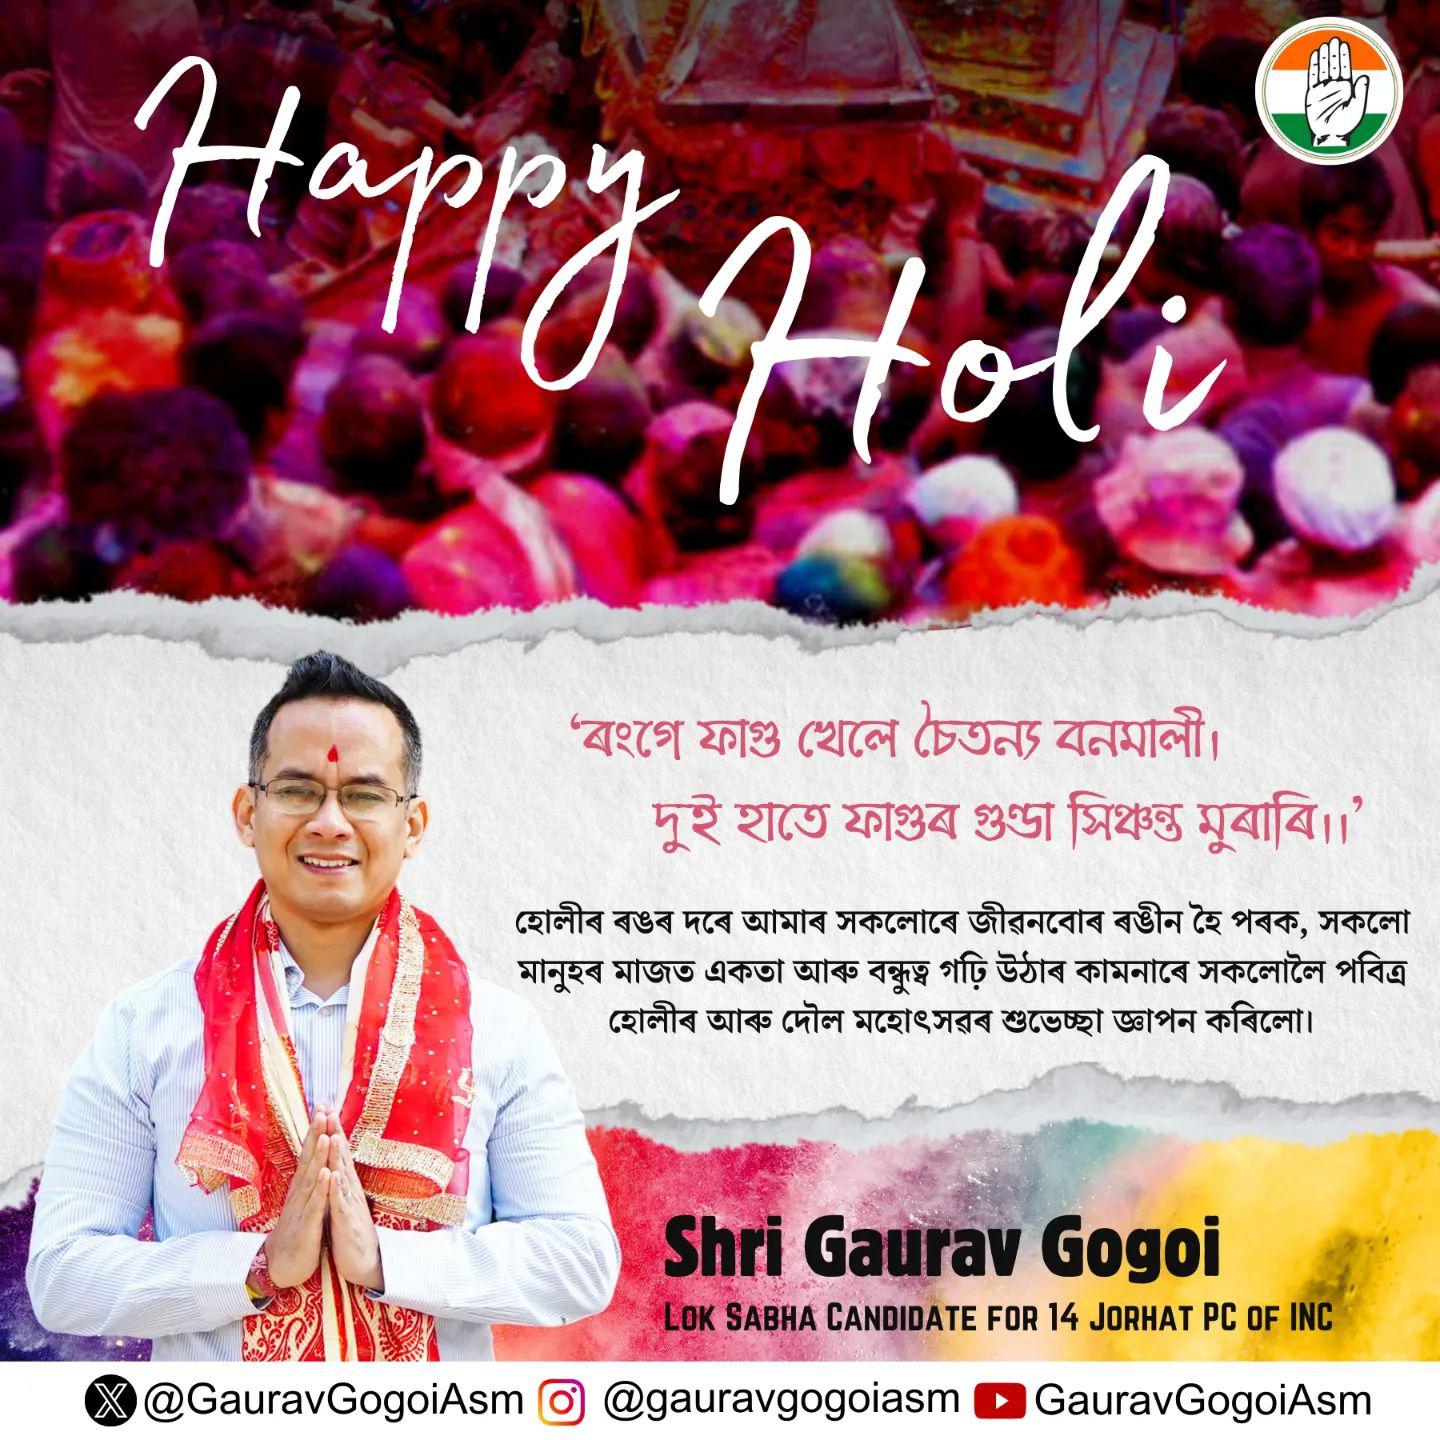 Happy
Holi
‘ৰংগে ফাগু খেলে চৈতন্য বনমালী।
দুই হাতে ফাগুৰ গুণ্ডা সিঞ্চন্ত মুৰাৰি।।’
হোলীৰ ৰঙৰ দৰে আমাৰ সকলোৰে জীৱনবোৰ ৰঙীন হৈ পৰক, সকলো
মানুহৰ মাজত একতা আৰু বন্ধুত্ব গঢ়ি উঠাৰ কামনাৰে সকলোলৈ পবিত্ৰ
হোলীৰ আৰু দৌল মহোৎসৱৰ শুভেচ্ছা জ্ঞাপন কৰিলো।
Shri Gaurav Gogoi
Lok Sabha Candidate for 14 Jorhat PC of INC
@GauravGogoiAsm @gauravgogoiasm GauravGogoiAsm